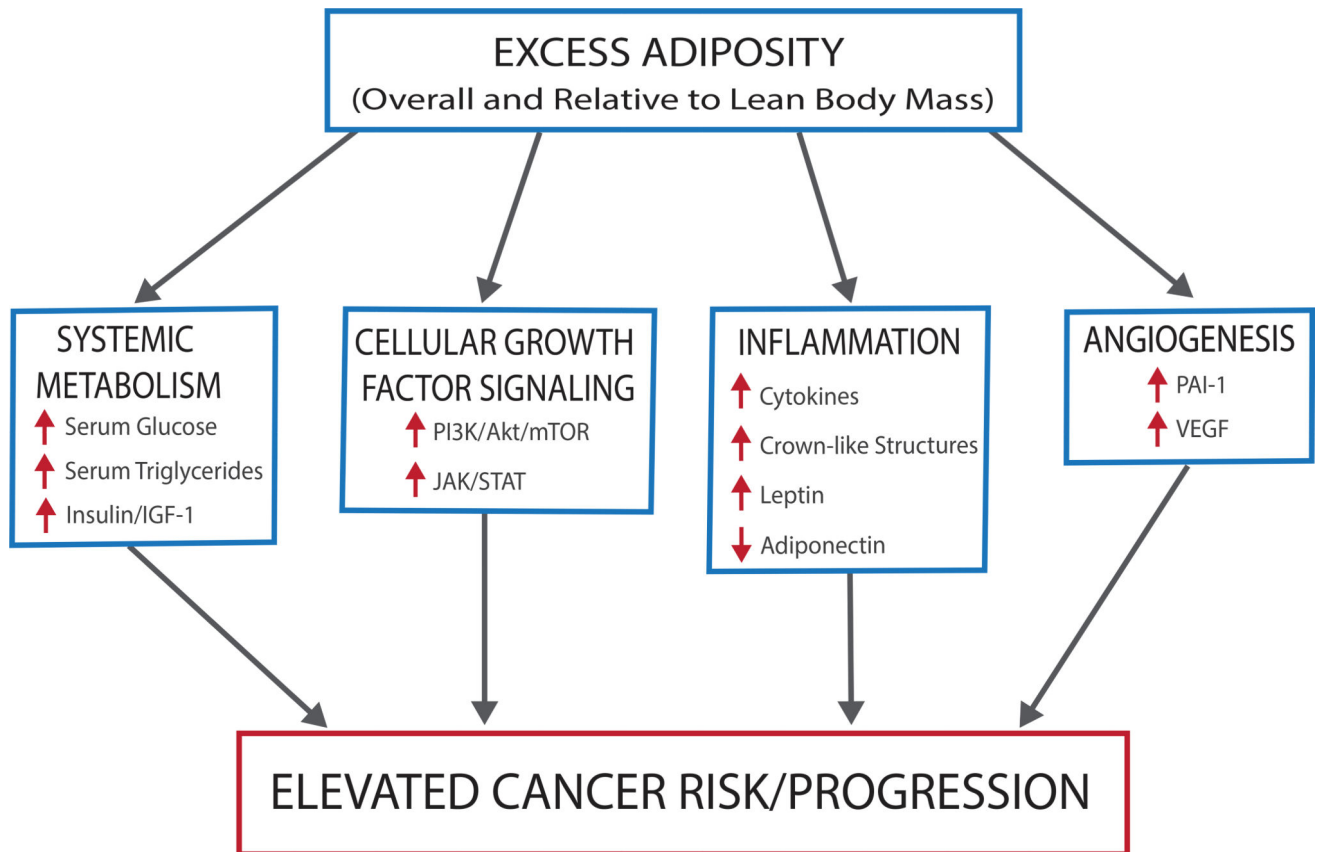 EXCESS ADIPOSITY
(Overall and Relative to Lean Body Mass)
SYSTEMIC
METABOLISM
Serum Glucose
Serum Triglycerides
Insulin/IGF-1
CELLULAR GROWTH
FACTOR SIGNALING
PI3K/Akt/mTOR
JAK/STAT
INFLAMMATION
Cytokines
Crown-like Structures
Leptin
Adiponectin
ANGIOGENESIS
PAI-1
VEGF
ELEVATED CANCER RISK/PROGRESSION